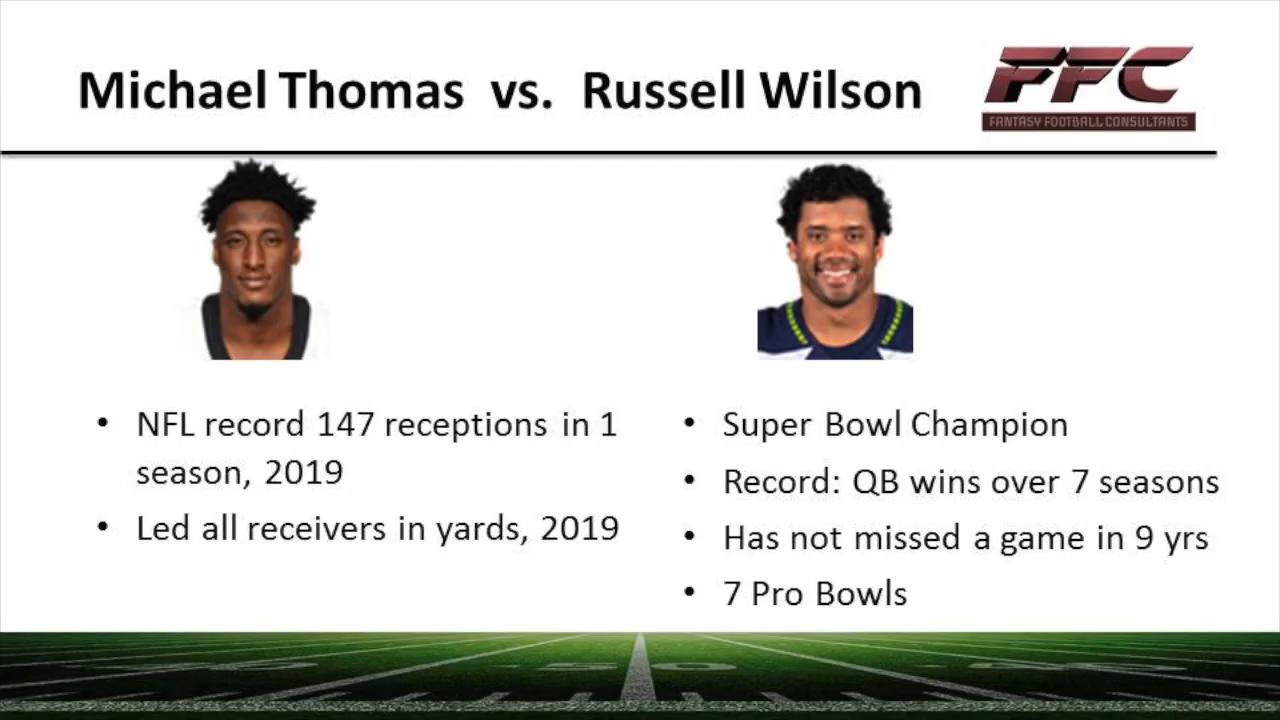 Michael Thomas vs. Russell Wilson
FFC
FANTASY FOOTBALL CONSULTANTS
• NFL record 147 receptions in 1
season, 2019
• Led all receivers in yards, 2019
• Super Bowl Champion
• Record: QB wins over 7 seasons
• Has not missed a game in 9 yrs
• 7 Pro Bowls
50